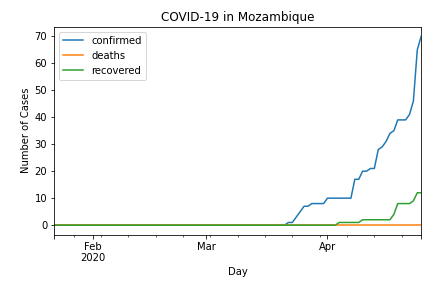 COVID-19 in Mozambique
confirmed
deaths
recovered
Number of Cases
70
60
50
40
30
20
10
0
Feb
2020
Mar
Apr
Day